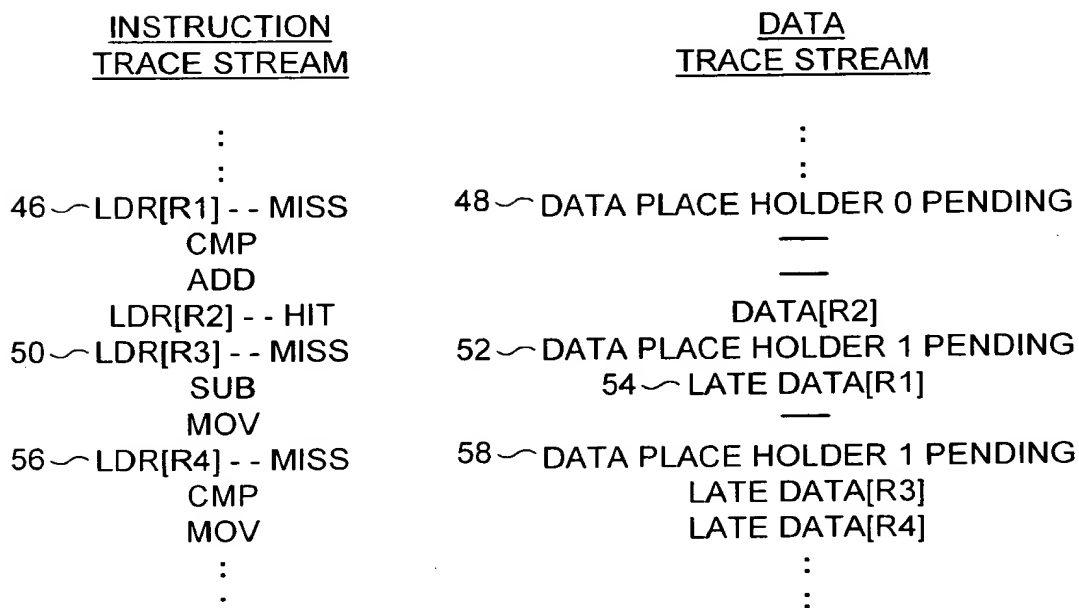 INSTRUCTION
TRACE STREAM
DATA
TRACE STREAM
:
:
:
:
46 LDR[R1] - - MISS
48 DATA PLACE HOLDER 0 PENDING
CMP
—
ADD
—
LDR[R2] - - HIT
DATA[R2]
50 LDR[R3] - - MISS
52 DATA PLACE HOLDER 1 PENDING
SUB
54 LATE DATA[R1]
MOV
—
56 LDR[R4] - - MISS
58 DATA PLACE HOLDER 1 PENDING
CMP
LATE DATA[R3]
MOV
LATE DATA[R4]
:
:
:
: